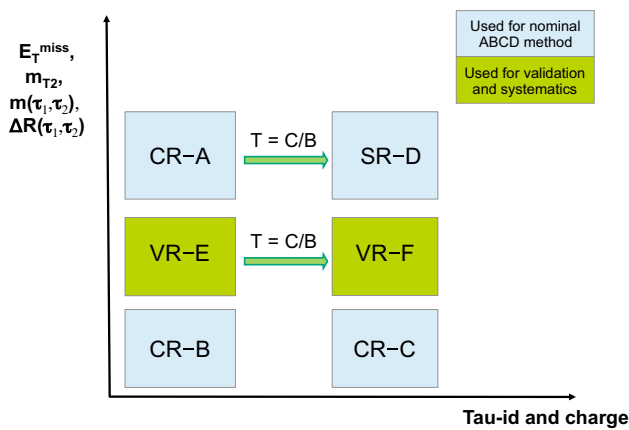 E_T^miss,
m_T2,
m(τ₁,τ₂),
ΔR(τ₁,τ₂)
Used for nominal
ABCD method
Used for validation
and systematics
CR−A
T = C/B
SR−D
VR−E
T = C/B
VR−F
CR−B
CR−C
Tau-id and charge